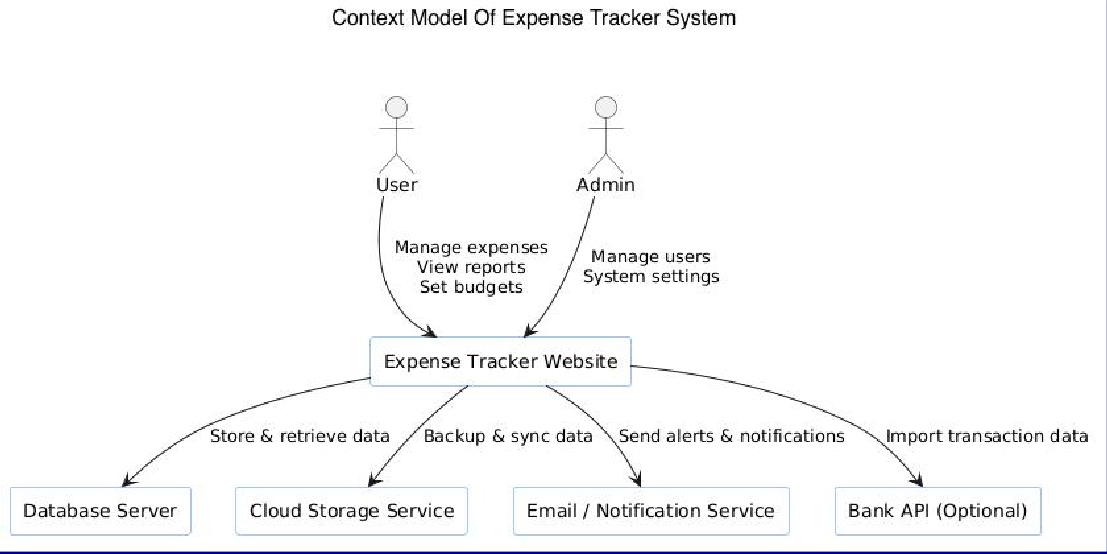 Context Model Of Expense Tracker System
User
Admin
Manage expenses
View reports
Set budgets
Manage users
System settings
Expense Tracker Website
Store & retrieve data
Backup & sync data
Send alerts & notifications
Import transaction data
Database Server
Cloud Storage Service
Email / Notification Service
Bank API (Optional)